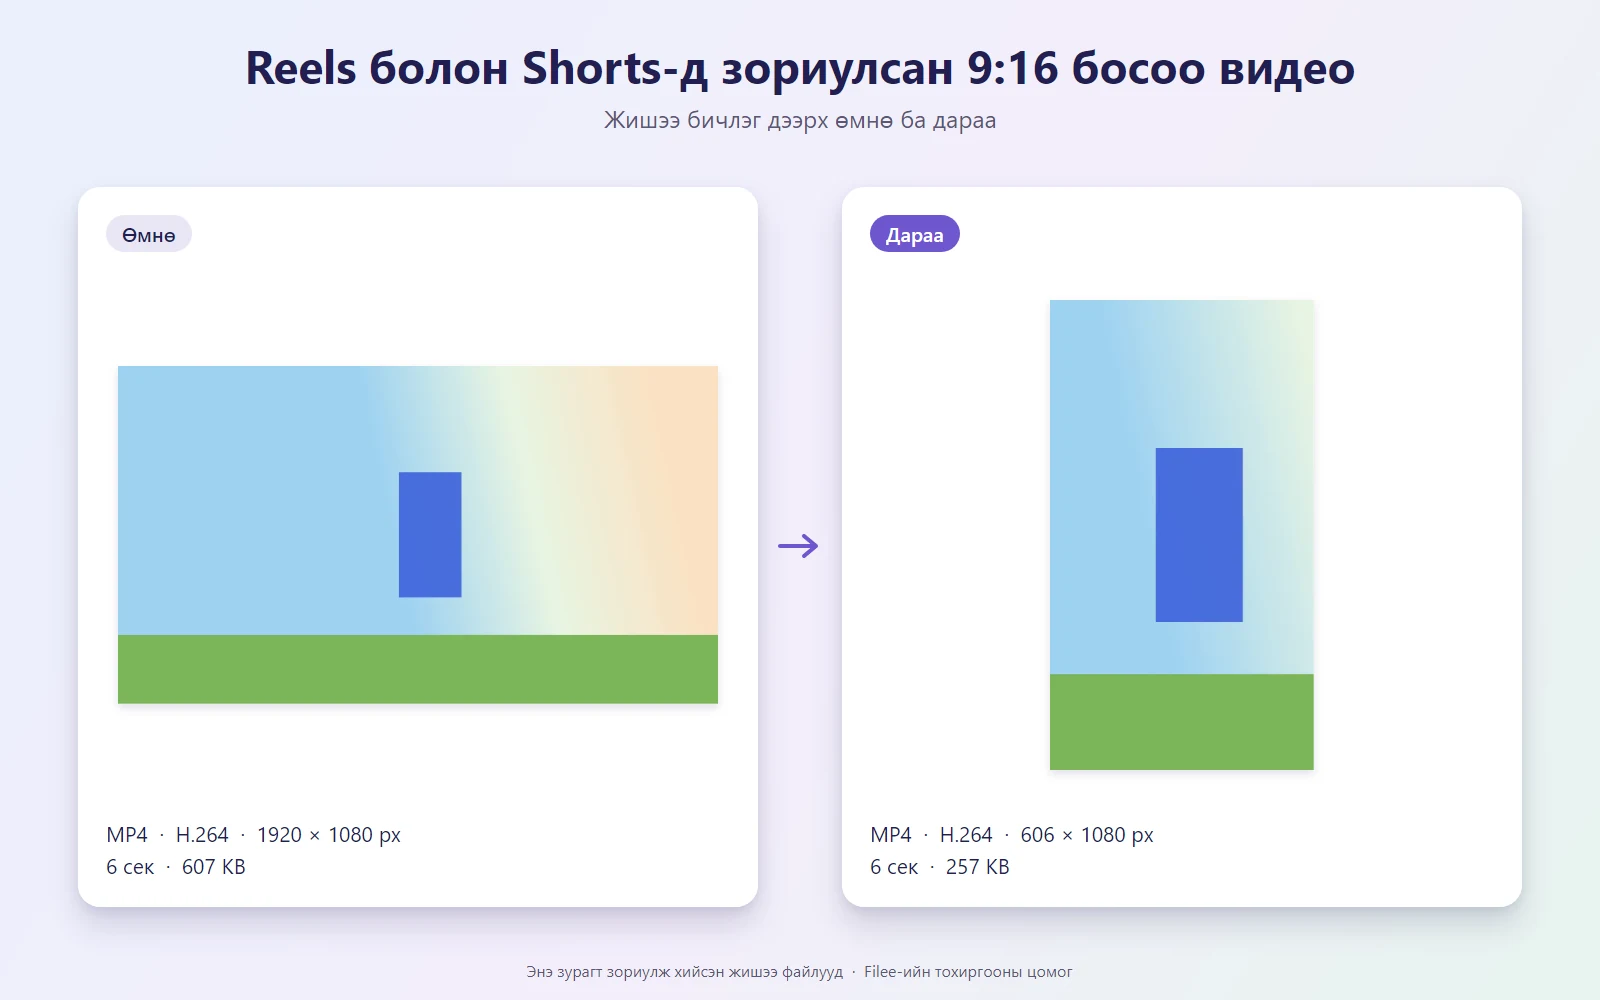 Reels болон Shorts-д зориулсан 9:16 босоо видео
Жишээ бичлэг дээрх өмнө ба дараа
Өмнө
MP4 · H.264 · 1920 × 1080 px
6 сек · 607 KB
Дараа
MP4 · H.264 · 606 × 1080 px
6 сек · 257 KB
Энэ зурагт зориулж хийсэн жишээ файлууд · Filee-ийн тохиргооны цомог